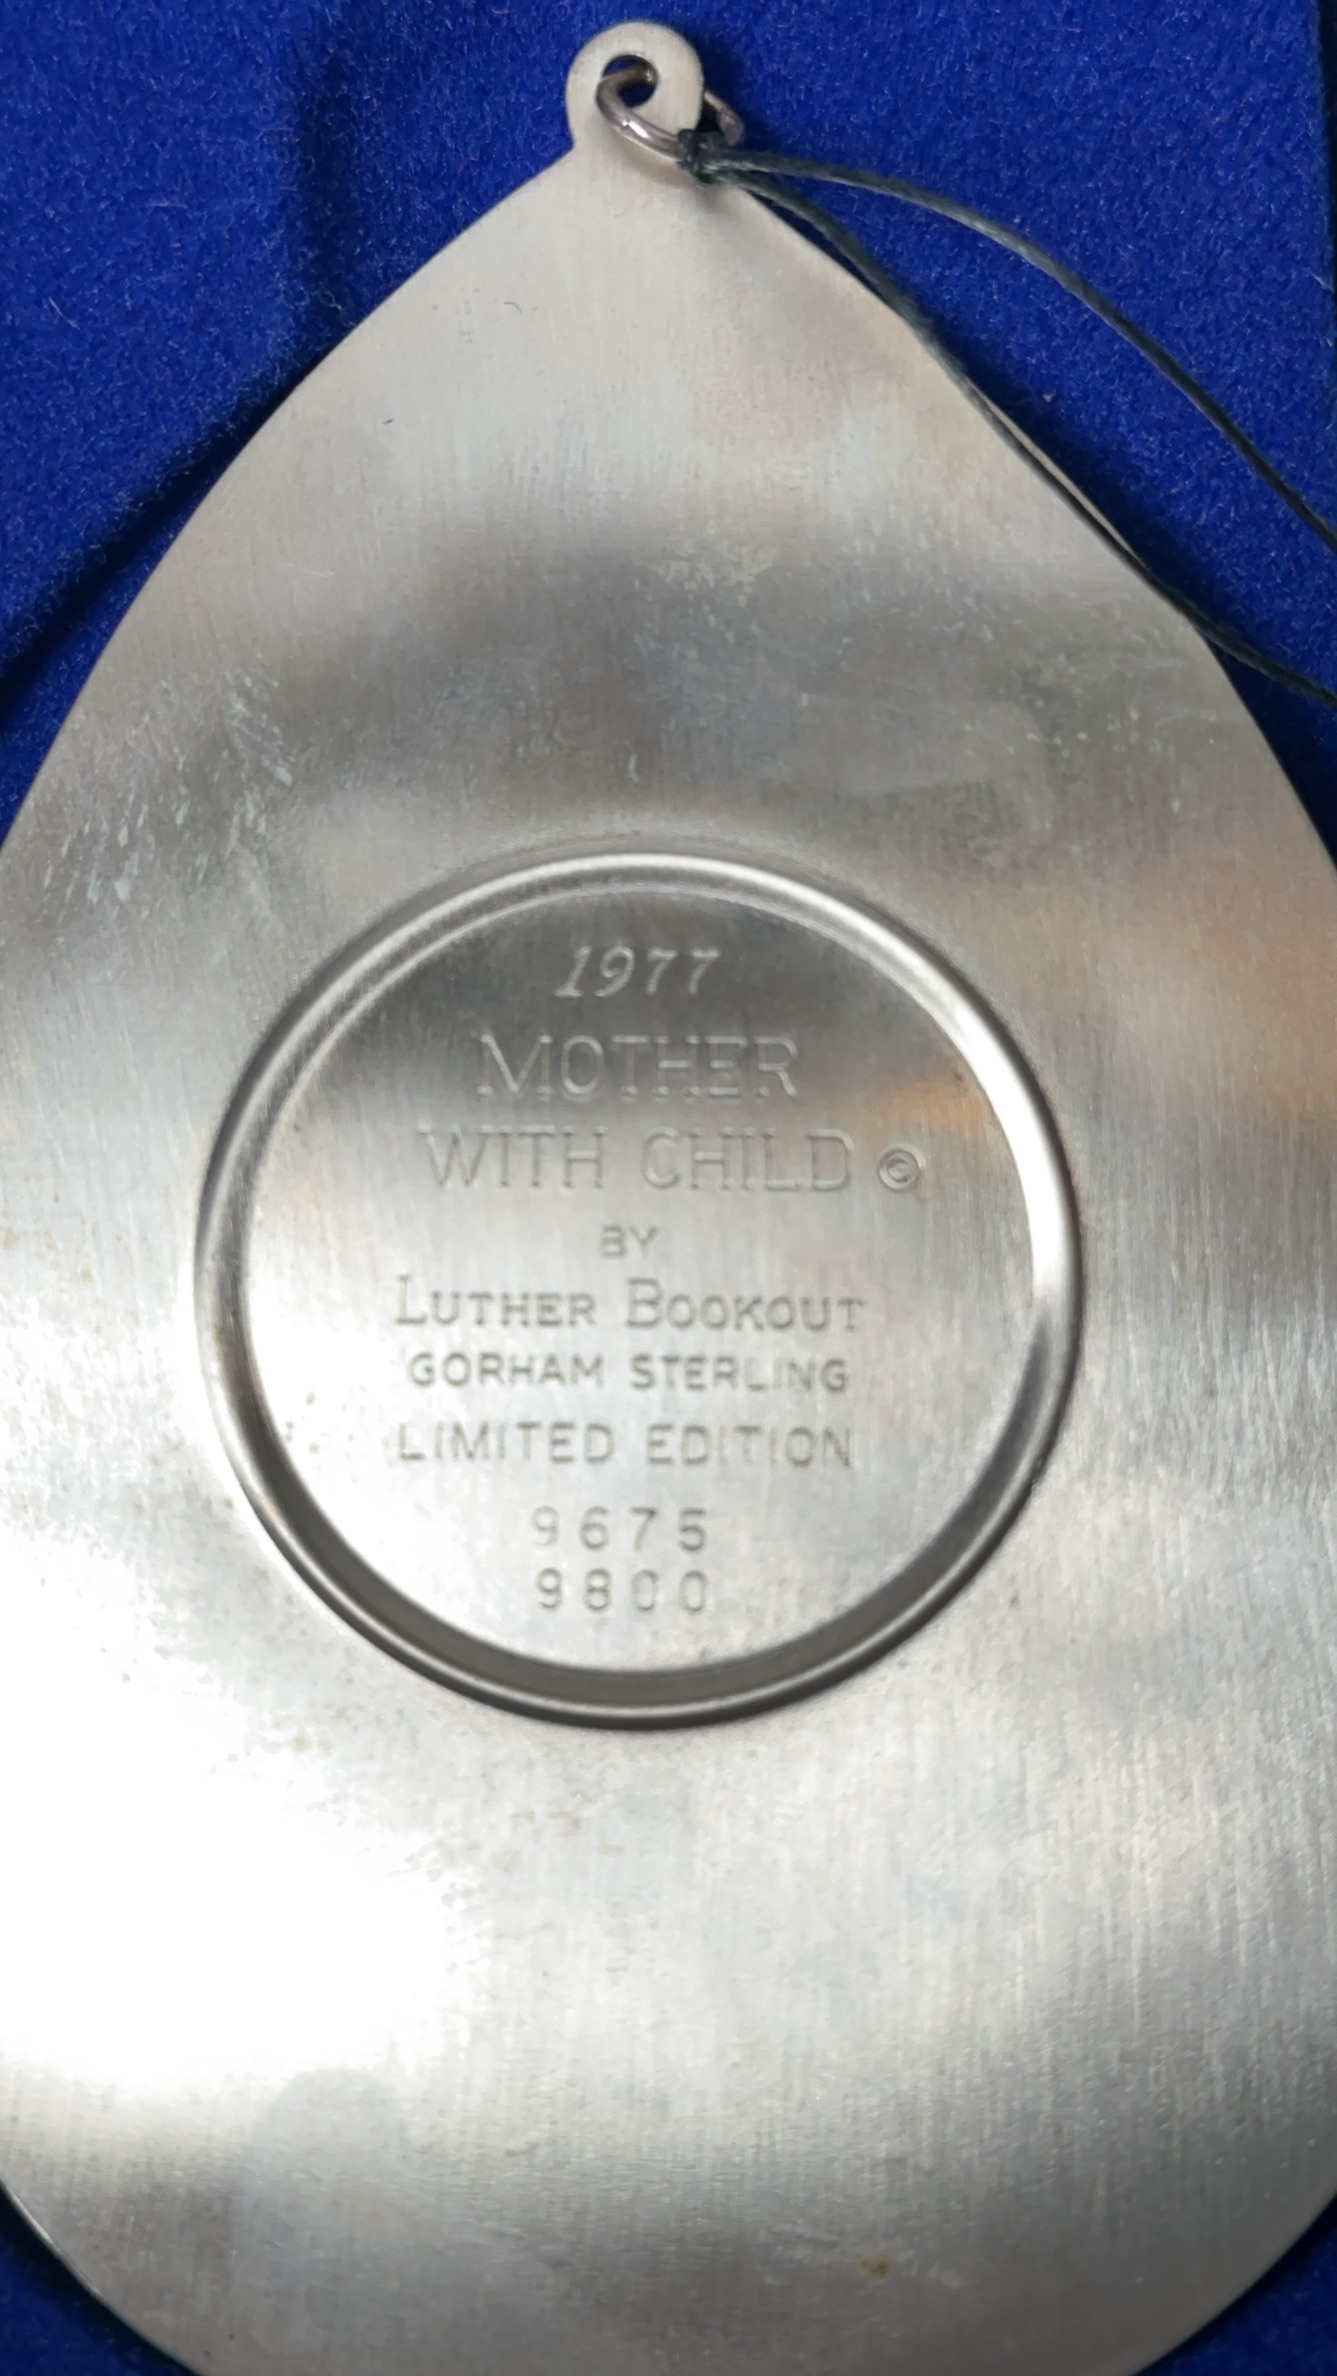 1977
MOTHER
WITH CHILD ©
BY
LUTHER BOOKOUT
GORHAM STERLING
LIMITED EDITION
9675
9800